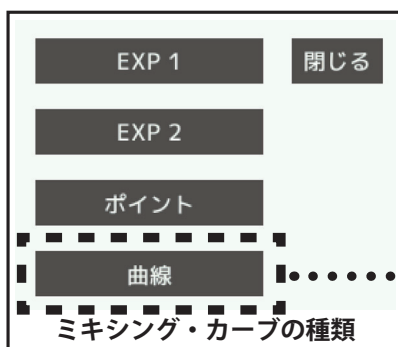 EXP 1
閉じる
EXP 2
ポイント
曲線
ミキシング・カーブの種類